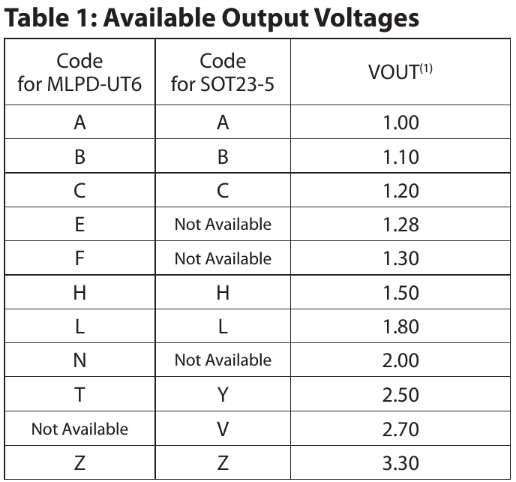 Table 1: Available Output Voltages
Code for MLPD-UT6 Code for SOT23-5 VOUT(1)
A A 1.00
B B 1.10
C C 1.20
E Not Available 1.28
F Not Available 1.30
H H 1.50
L L 1.80
N Not Available 2.00
T Y 2.50
Not Available V 2.70
Z Z 3.30